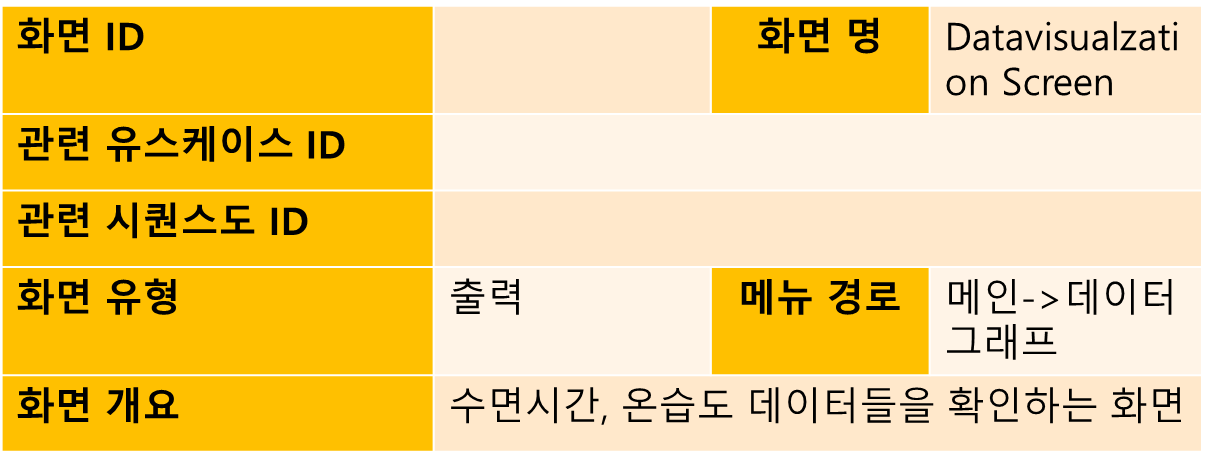 화면 ID 화면 명 Datavisualzati
on Screen
관련 유스케이스 ID
관련 시퀀스도 ID
화면 유형 출력 메뉴 경로 메인->데이터
그래프
화면 개요 수면시간, 온습도 데이터들을 확인하는 화면